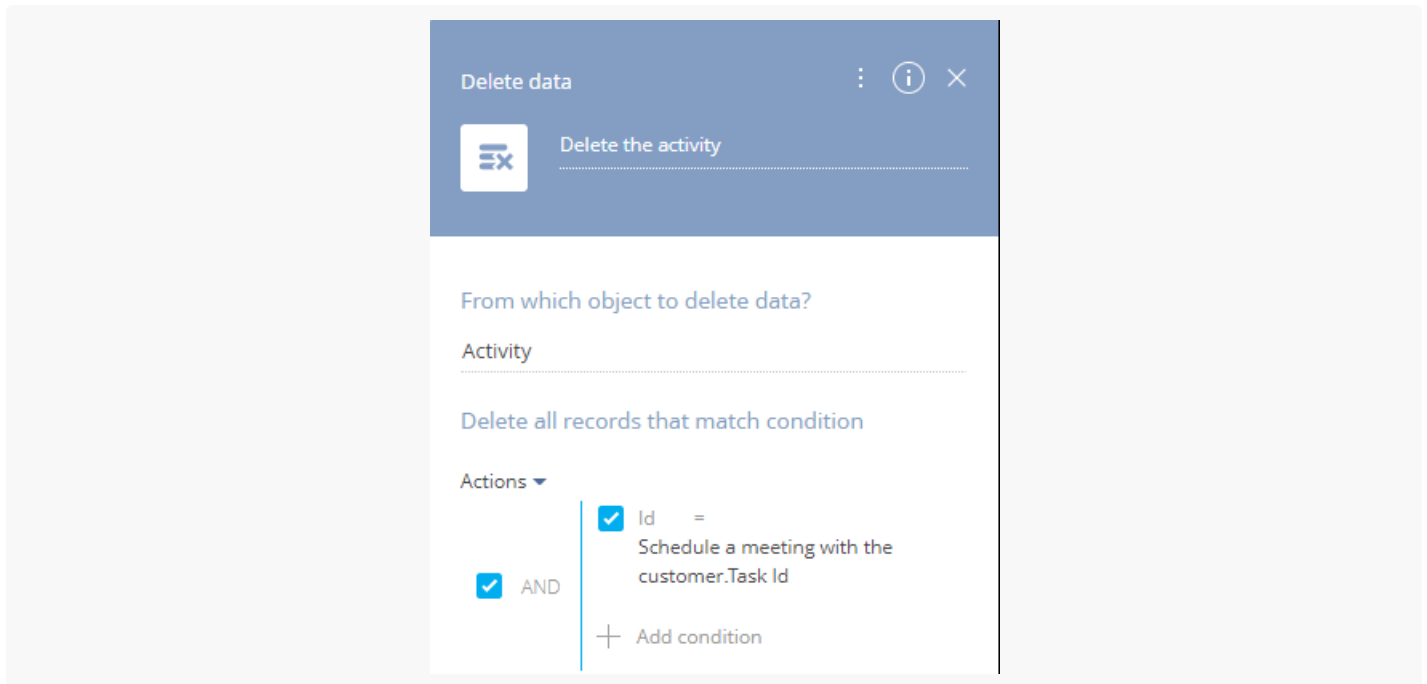 Delete data
Delete the activity
From which object to delete data?
Activity
Delete all records that match condition
Actions
Id =
Schedule a meeting with the
customer.Task Id
AND
Add condition